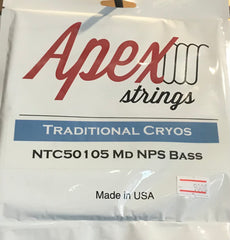 Apex
strings
TRADITIONAL CRYOS
NTC50105 MD NPS BASS
Made in USA